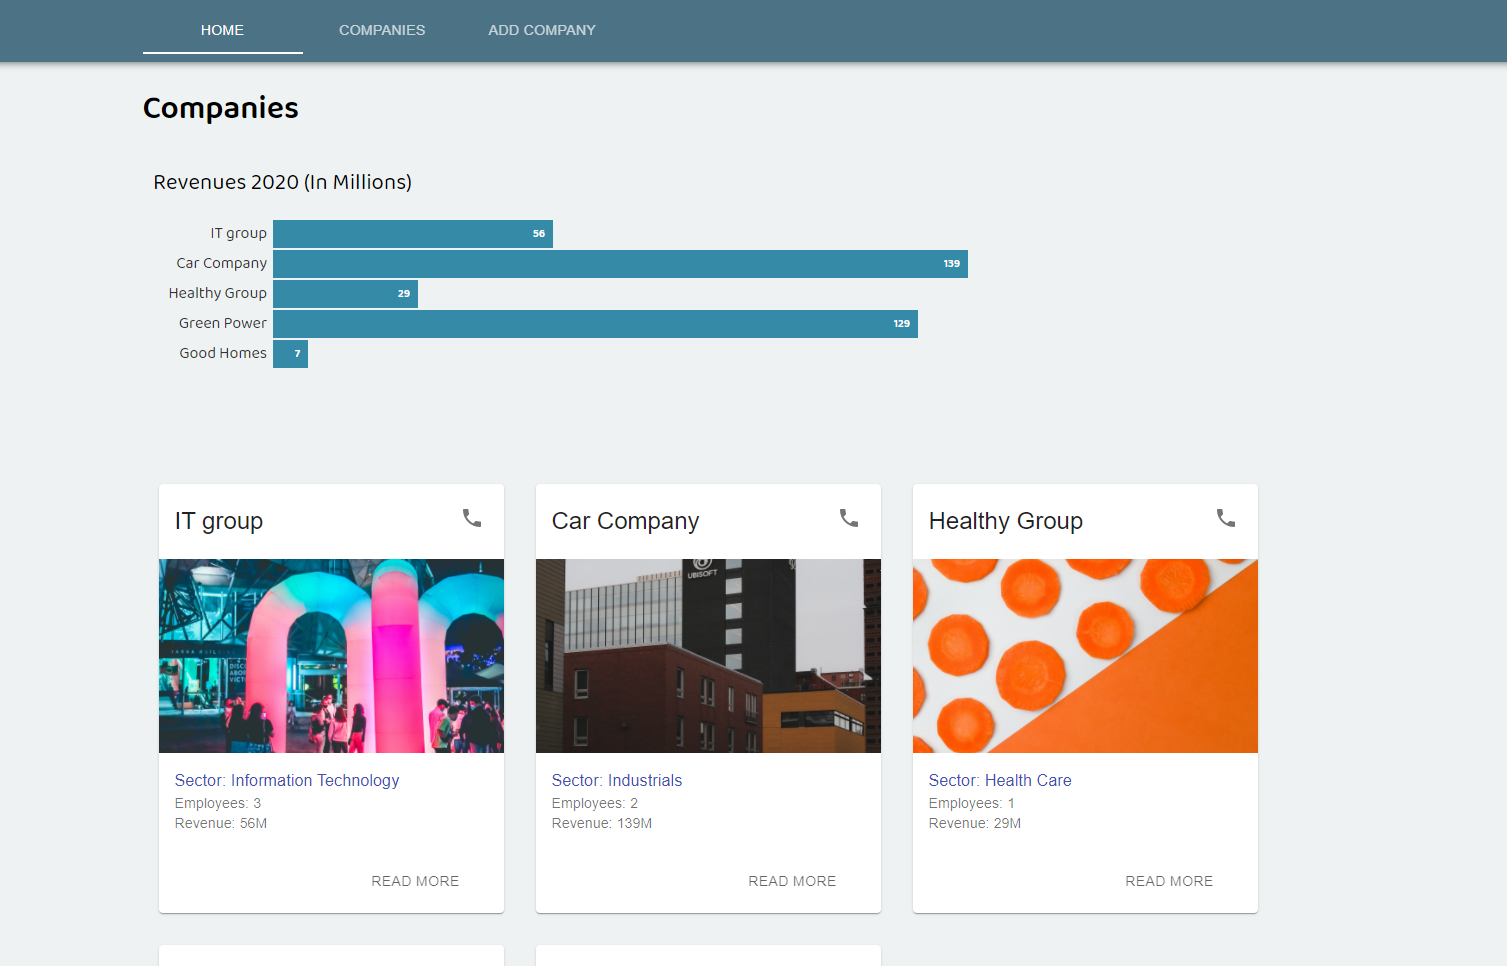 HOME COMPANIES ADD COMPANY
Companies
Revenues 2020 (In Millions)
IT group 56
Car Company 139
Healthy Group 29
Green Power 129
Good Homes 7
IT group Car Company Healthy Group
UBISOFT
Sector: Information Technology Sector: Industrials Sector: Health Care
Employees: 3 Employees: 2 Employees: 1
Revenue: 56M Revenue: 139M Revenue: 29M
READ MORE READ MORE READ MORE